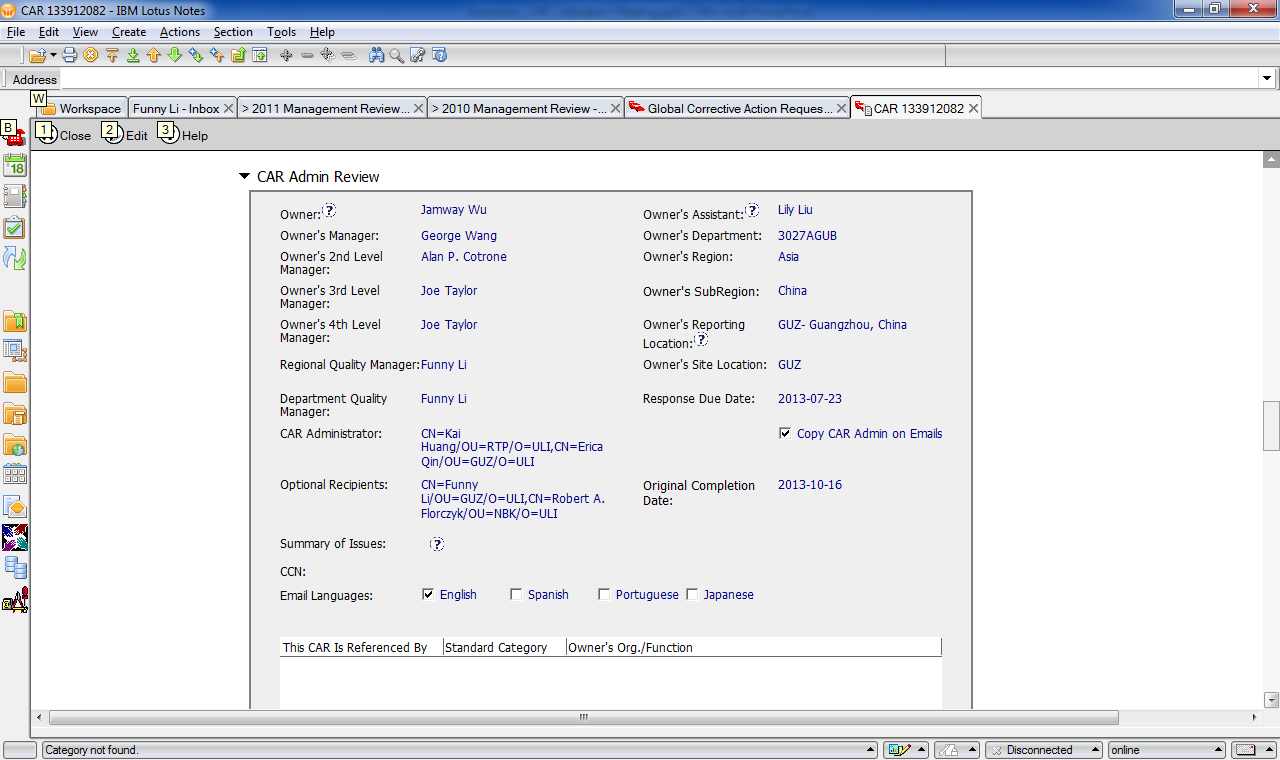 CAR 133912082 - IBM Lotus Notes
File Edit View Create Actions Section Tools Help
Address
W
Workspace
Funny Li - Inbox
> 2011 Management Review...
> 2010 Management Review -...
Global Corrective Action Reques...
CAR 133912082
B
1 Close
2 Edit
3 Help
18
CAR Admin Review
Owner: ? Jamway Wu Owner's Assistant: ? Lily Liu
Owner's Manager: George Wang Owner's Department: 3027AGUB
Owner's 2nd Level Alan P. Cotrone Owner's Region: Asia
Manager:
Owner's 3rd Level Joe Taylor Owner's SubRegion: China
Manager:
Owner's 4th Level Joe Taylor Owner's Reporting GUZ- Guangzhou, China
Manager: Location: ?
Regional Quality Manager: Funny Li Owner's Site Location: GUZ
Department Quality Funny Li Response Due Date: 2013-07-23
Manager:
CAR Administrator: CN=Kai Copy CAR Admin on Emails
Huang/OU=RTP/O=ULI,CN=Erica
Qin/OU=GUZ/O=ULI
Optional Recipients: CN=Funny Original Completion 2013-10-16
Li/OU=GUZ/O=ULI,CN=Robert A. Date:
Florczyk/OU=NBK/O=ULI
Summary of Issues: ?
CCN:
Email Languages: English Spanish Portuguese Japanese
This CAR Is Referenced By Standard Category Owner's Org./Function
Category not found. Disconnected online